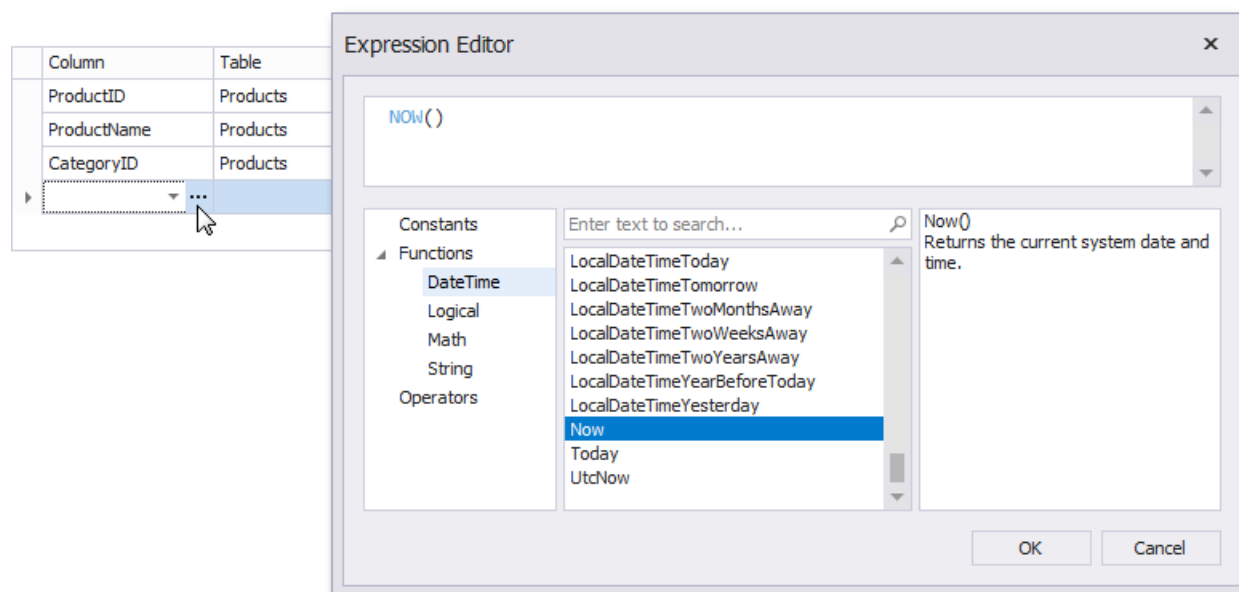 Column Table
ProductID Products
ProductName Products
CategoryID Products
...
Expression Editor
NOW()
Constants
Functions
DateTime
Logical
Math
String
Operators
Enter text to search...
LocalDateTimeToday
LocalDateTimeTomorrow
LocalDateTimeTwoMonthsAway
LocalDateTimeTwoWeeksAway
LocalDateTimeTwoYearsAway
LocalDateTimeYearBeforeToday
LocalDateTimeYesterday
Now
Today
UtcNow
Now()
Returns the current system date and
time.
OK Cancel